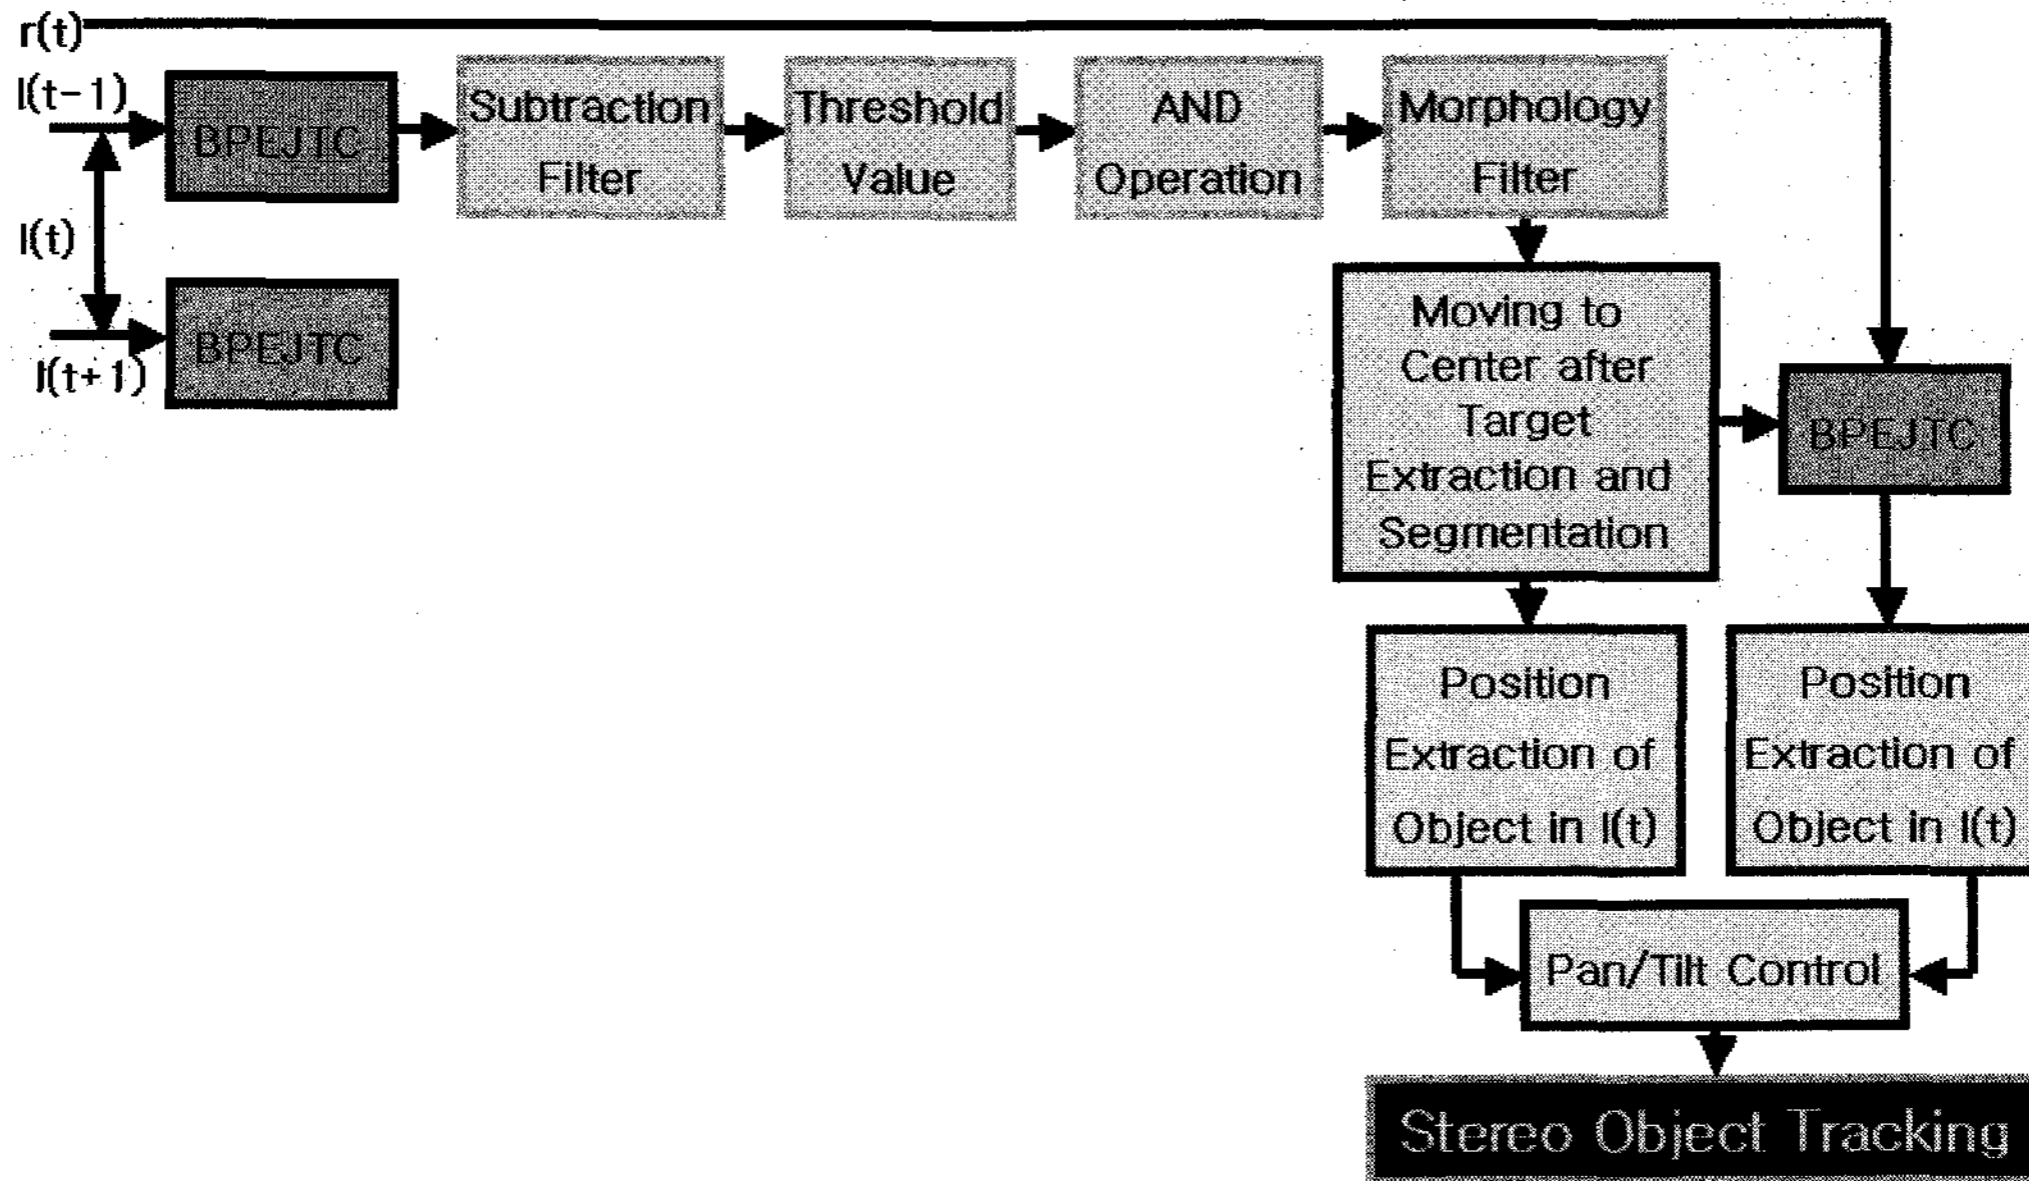 r(t)
l(t-1)
BPEJTC
Subtraction
Filter
Threshold
Value
AND
Operation
Morphology
Filter
l(t)
BPEJTC
l(t+1)
Moving to
Center after
Target
Extraction and
Segmentation
BPEJTC
Position
Extraction of
Object in l(t)
Position
Extraction of
Object in l(t)
Pan/Tilt Control
Stereo Object Tracking